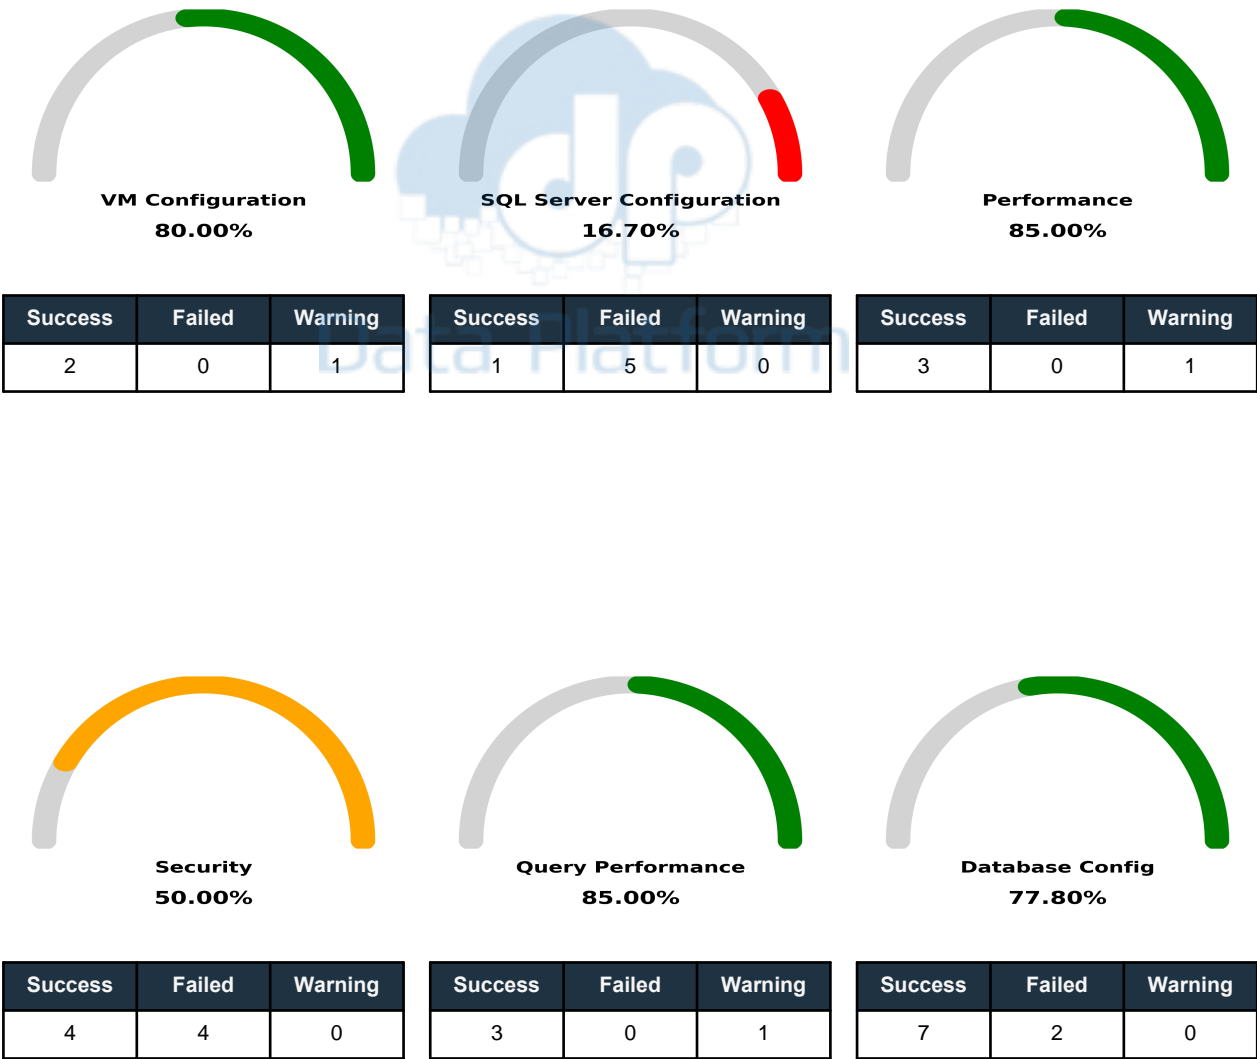 VM Configuration
80.00%
SQL Server Configuration
16.70%
Performance
85.00%
Success Failed Warning
2 0 1
Success Failed Warning
1 5 0
Success Failed Warning
3 0 1
dp
Data Platform
Security
50.00%
Query Performance
85.00%
Database Config
77.80%
Success Failed Warning
4 4 0
Success Failed Warning
3 0 1
Success Failed Warning
7 2 0